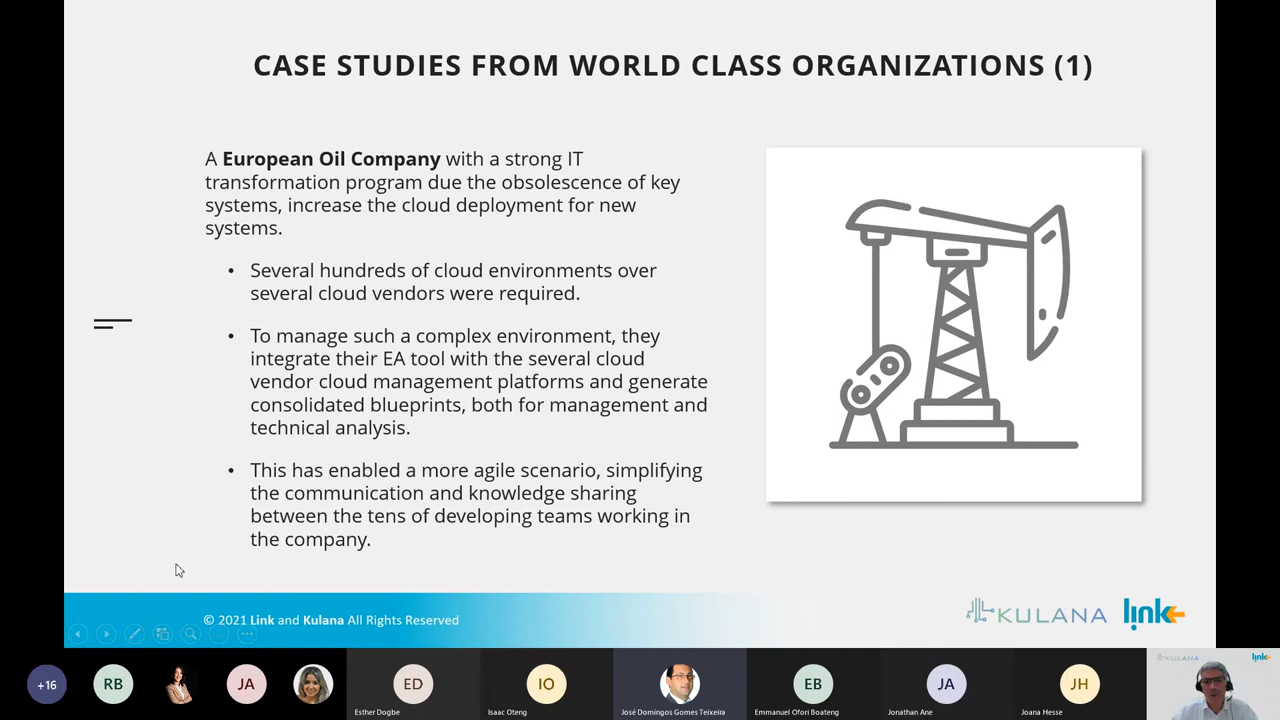 CASE STUDIES FROM WORLD CLASS ORGANIZATIONS (1)
A European Oil Company with a strong IT
transformation program due the obsolescence of key
systems, increase the cloud deployment for new
systems.
• Several hundreds of cloud environments over
several cloud vendors were required.
• To manage such a complex environment, they
integrate their EA tool with the several cloud
vendor cloud management platforms and generate
consolidated blueprints, both for management and
technical analysis.
• This has enabled a more agile scenario, simplifying
the communication and knowledge sharing
between the tens of developing teams working in
the company.
© 2021 Link and Kulana All Rights Reserved
KULANA
link
+16
RB
JA
ED
Esther Dogbe
IO
Isaac Oteng
José Domingos Gomes Teixeira
EB
Emmanuel Ofori Boateng
JA
Jonathan Ane
JH
Joana Hesse
KULANA
link